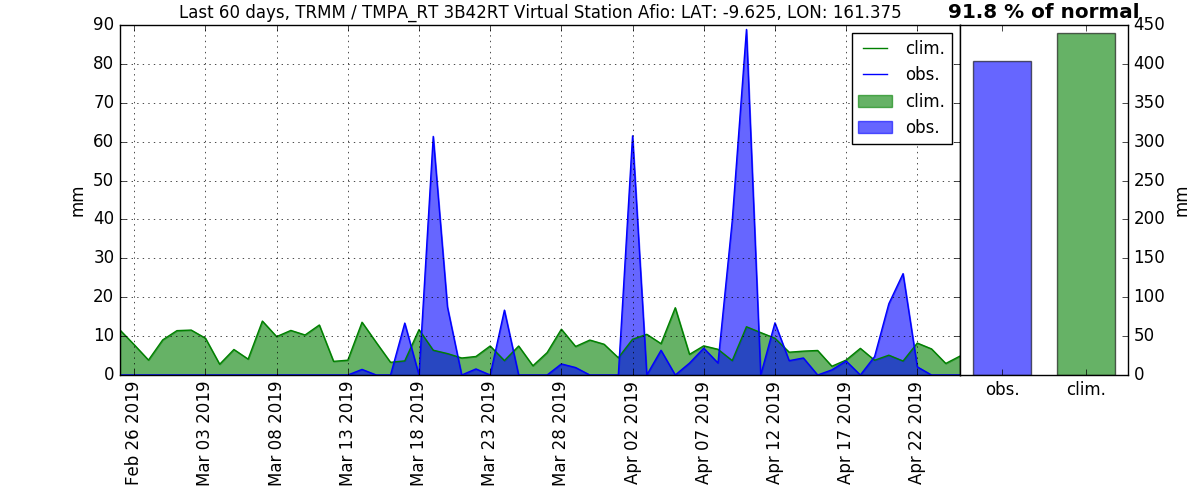 Last 60 days, TRMM / TMPA_RT 3B42RT Virtual Station Afio: LAT: -9.625, LON: 161.375
91.8 % of normal
90
80
70
60
50
40
30
20
10
0
mm
clim.
obs.
clim.
obs.
Feb 26 2019
Mar 03 2019
Mar 08 2019
Mar 13 2019
Mar 18 2019
Mar 23 2019
Mar 28 2019
Apr 02 2019
Apr 07 2019
Apr 12 2019
Apr 17 2019
Apr 22 2019
450
400
350
300
250
200
150
100
50
0
mm
obs.
clim.